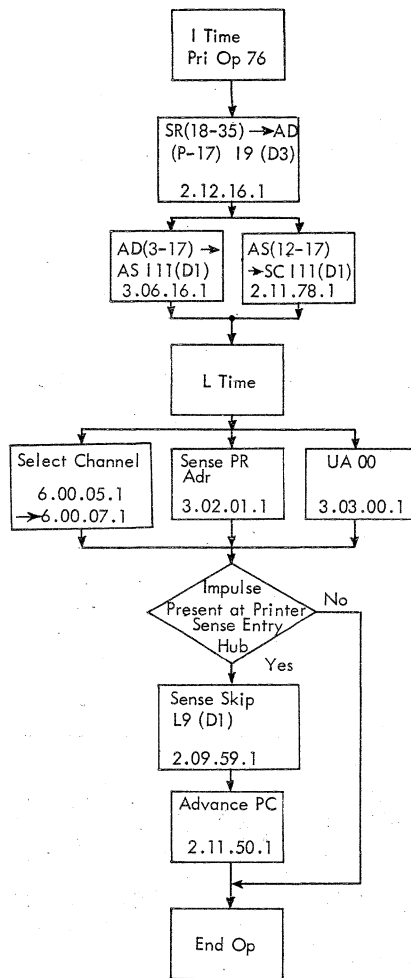 I Time
Pri Op 76
SR(18-35) →AD
(P-17) I9 (D3)
2.12.16.1
AD(3-17) →
AS I11(D1)
3.06.16.1
AS(12-17)
→SC I11(D1)
2.11.78.1
L Time
Select Channel
6.00.05.1
→6.00.07.1
Sense PR
Adr
3.02.01.1
UA 00
3.03.00.1
Impulse
Present at Printer
Sense Entry
Hub
No
Yes
Sense Skip
L9 (D1)
2.09.59.1
Advance PC
2.11.50.1
End Op